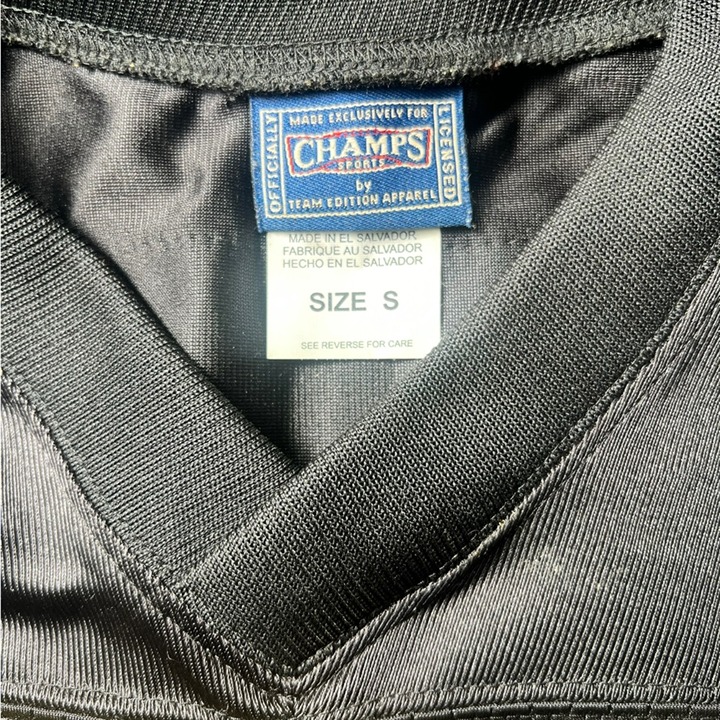 MADE EXCLUSIVELY FOR
OFFICIALLY
CHAMPS
SPORTS
LICENSED
by
TEAM EDITION APPAREL
MADE IN EL SALVADOR
FABRIQUE AU SALVADOR
HECHO EN EL SALVADOR
SIZE S
SEE REVERSE FOR CARE